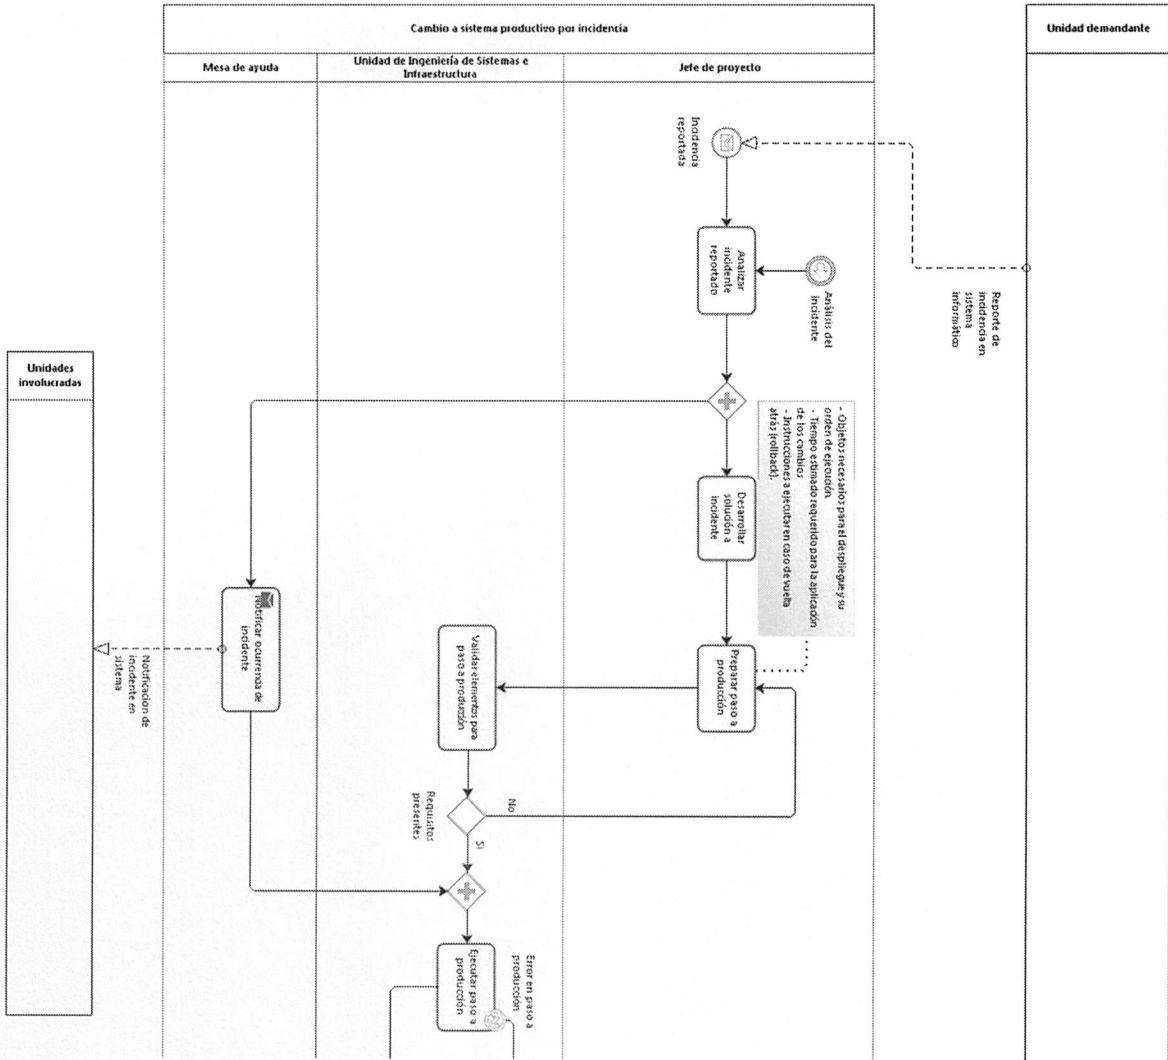 Cambio a sistema productivo por incidencia
Unidad demandante
Mesa de ayuda
Unidad de Ingeniería de Sistemas e
Infraestructura
Jefe de proyecto
Incidencia
reportada
Reporte de
incidencia en
sistema
informático
Analizar
incidente
reportado
Análisis del
incidente
- Objetos necesarios para el despliegue y su
orden de ejecución.
- Tiempo estimado requerido para la aplicación
de los cambios
- Instrucciones a ejecutar en caso de vuelta
atrás (rollback).
Desarrollar
solución a
incidente
Unidades
involucradas
Notificar ocurrencia de
incidente
Notificacion de
incidente en
sistema
Preparar paso a
producción
Validar elementos para
paso a producción
Requisitos
presentes
No
Si
Ejecutar paso a
producción
Error en paso a
producción